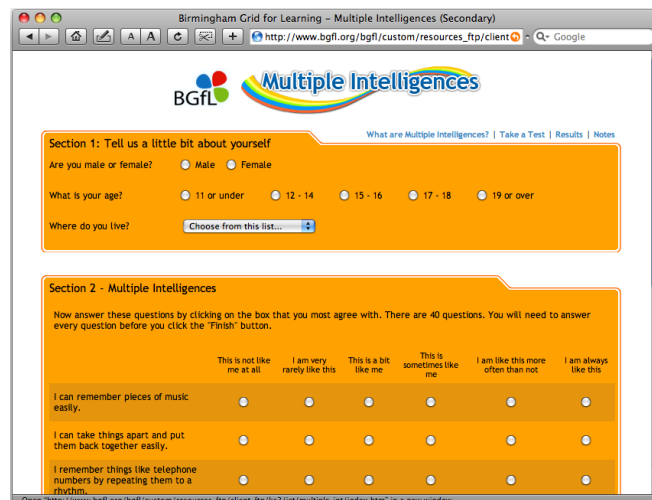 Birmingham Grid for Learning – Multiple Intelligences (Secondary)
A A
http://www.bgfl.org/bgfl/custom/resources_ftp/client
Google
BGfL
Multiple Intelligences
What are Multiple Intelligences? | Take a Test | Results | Notes
Section 1: Tell us a little bit about yourself
Are you male or female? Male Female
What is your age? 11 or under 12 - 14 15 - 16 17 - 18 19 or over
Where do you live? Choose from this list...
Section 2 - Multiple Intelligences
Now answer these questions by clicking on the box that you most agree with. There are 40 questions. You will need to answer
every question before you click the "Finish" button.
This is not like
me at all
I am very
rarely like this
This is a bit
like me
This is
sometimes like
me
I am like this more
often than not
I am always
like this
I can remember pieces of music
easily.
I can take things apart and put
them back together easily.
I remember things like telephone
numbers by repeating them to a
rhythm.